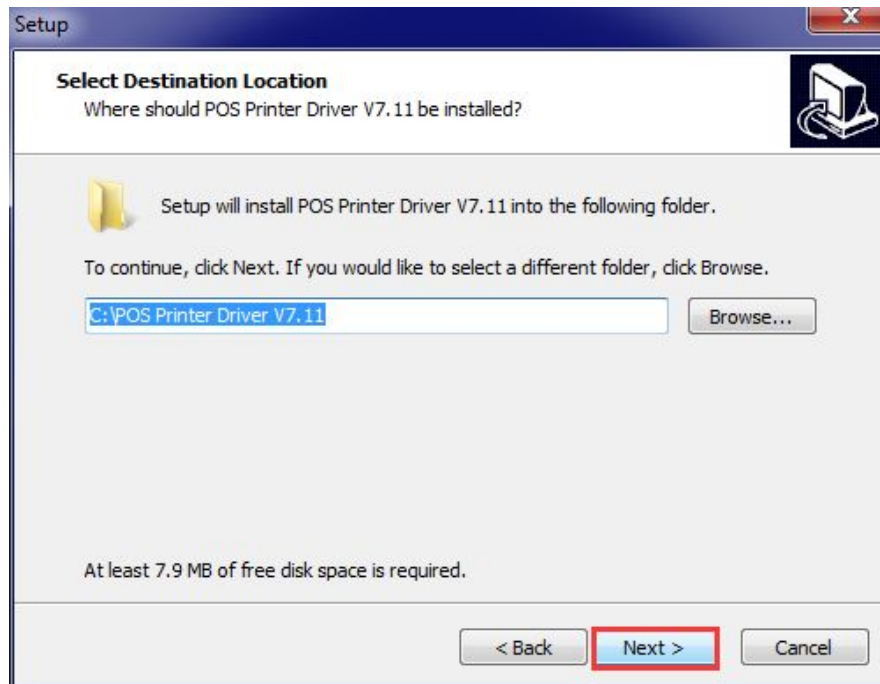 Setup
Select Destination Location
Where should POS Printer Driver V7.11 be installed?
Setup will install POS Printer Driver V7.11 into the following folder.
To continue, click Next. If you would like to select a different folder, click Browse.
C:\POS Printer Driver V7.11
Browse...
At least 7.9 MB of free disk space is required.
< Back
Next >
Cancel